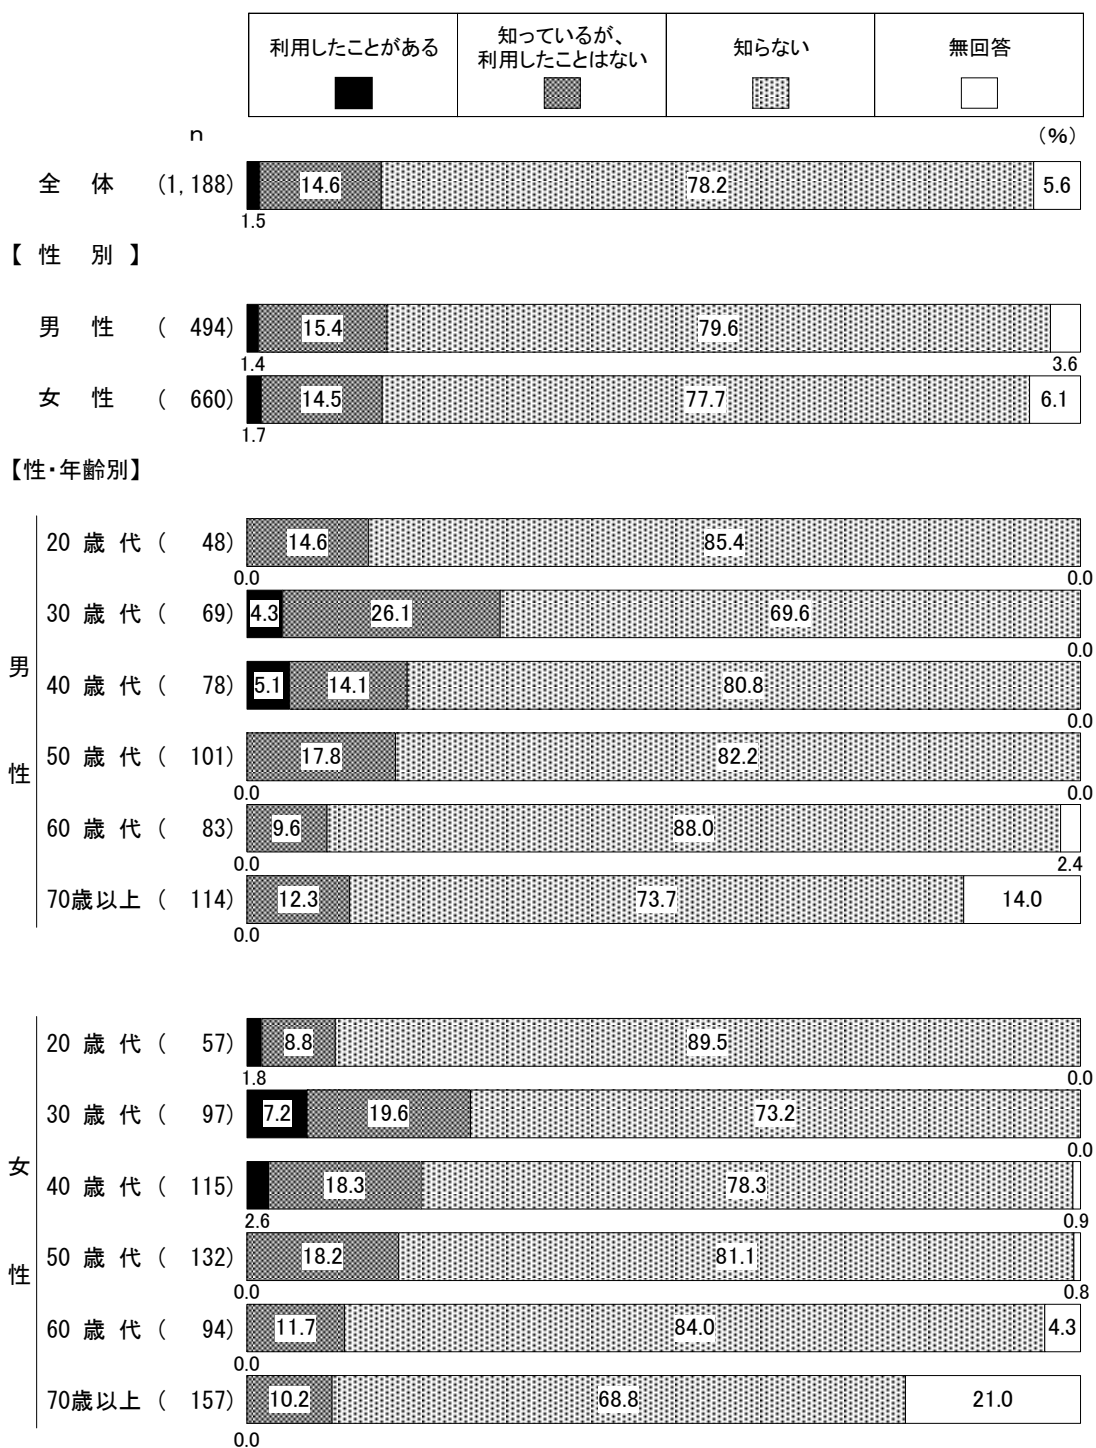 利用したことがある
知っているが、
利用したことはない
知らない
無回答
n
(%)
全 体 (1,188) 14.6 78.2 5.6
1.5
【 性 別 】
男 性 ( 494) 15.4 79.6
1.4 3.6
女 性 ( 660) 14.5 77.7 6.1
1.7
【性・年齢別】
男性
20 歳 代 ( 48) 14.6 85.4
0.0 0.0
30 歳 代 ( 69) 4.3 26.1 69.6
0.0
40 歳 代 ( 78) 5.1 14.1 80.8
0.0
50 歳 代 ( 101) 17.8 82.2
0.0 0.0
60 歳 代 ( 83) 9.6 88.0
0.0 2.4
70歳以上 ( 114) 12.3 73.7 14.0
0.0
女性
20 歳 代 ( 57) 8.8 89.5
1.8 0.0
30 歳 代 ( 97) 7.2 19.6 73.2
0.0
40 歳 代 ( 115) 18.3 78.3
2.6 0.9
50 歳 代 ( 132) 18.2 81.1
0.0 0.8
60 歳 代 ( 94) 11.7 84.0 4.3
0.0
70歳以上 ( 157) 10.2 68.8 21.0
0.0